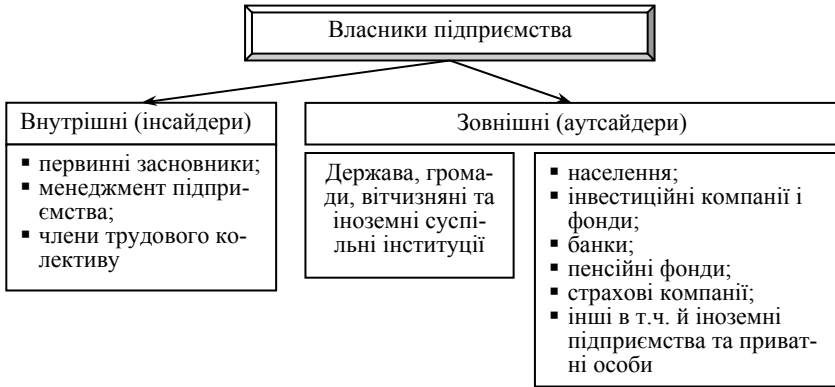 Власники підприємства
Внутрішні (інсайдери)
▪ первинні засновники;
▪ менеджмент підпри-
ємства;
▪ члени трудового ко-
лективу
Зовнішні (аутсайдери)
Держава, грома-
ди, вітчизняні та
іноземні суспі-
льні інституції
▪ населення;
▪ інвестиційні компанії і
фонди;
▪ банки;
▪ пенсійні фонди;
▪ страхові компанії;
▪ інші в т.ч. й іноземні
підприємства та приват-
ні особи